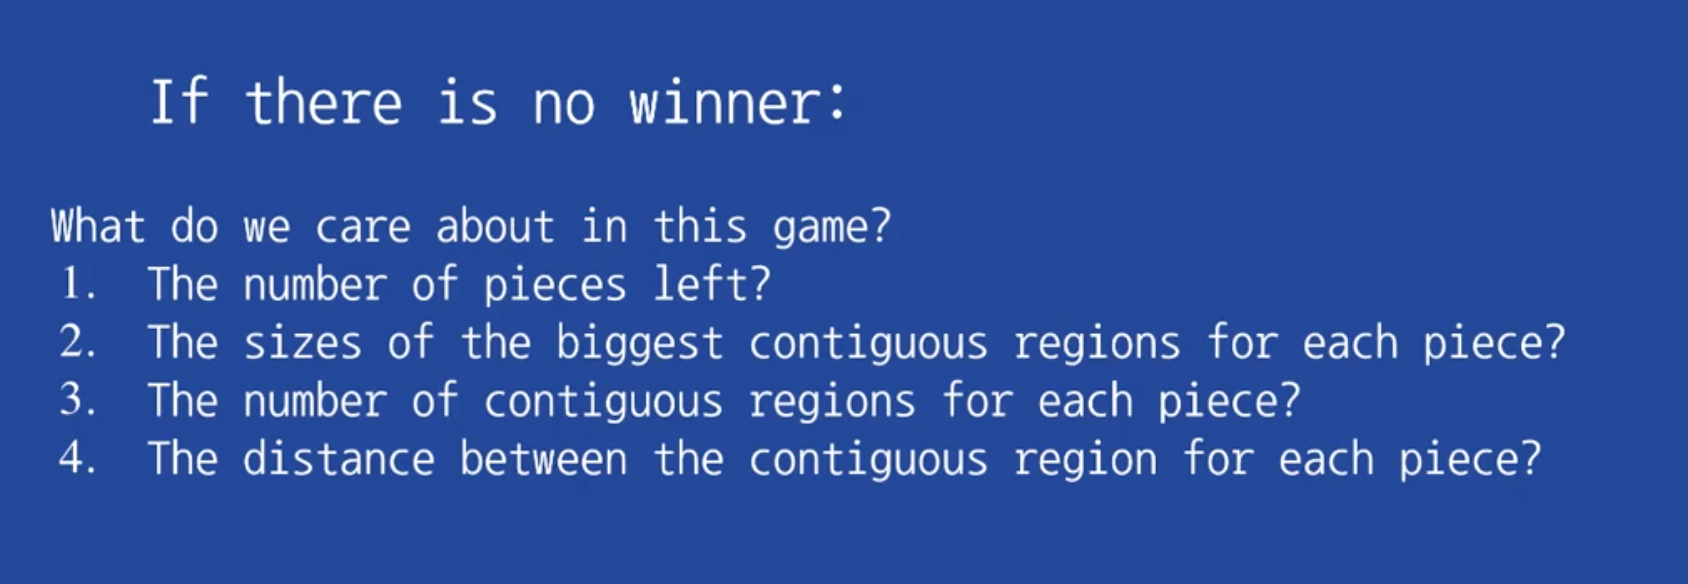 If there is no winner:
What do we care about in this game?
1. The number of pieces left?
2. The sizes of the biggest contiguous regions for each piece?
3. The number of contiguous regions for each piece?
4. The distance between the contiguous region for each piece?